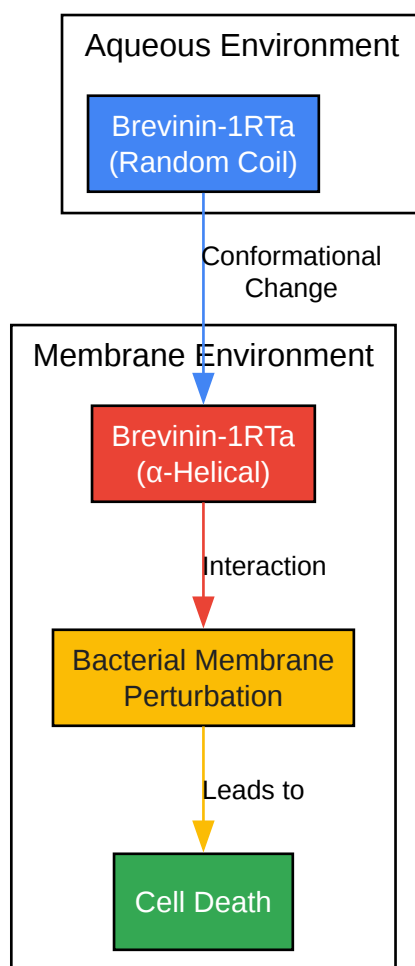 Aqueous Environment
Brevinin-1RTa
(Random Coil)
Conformational
Change
Membrane Environment
Brevinin-1RTa
(α-Helical)
Interaction
Bacterial Membrane
Perturbation
Leads to
Cell Death